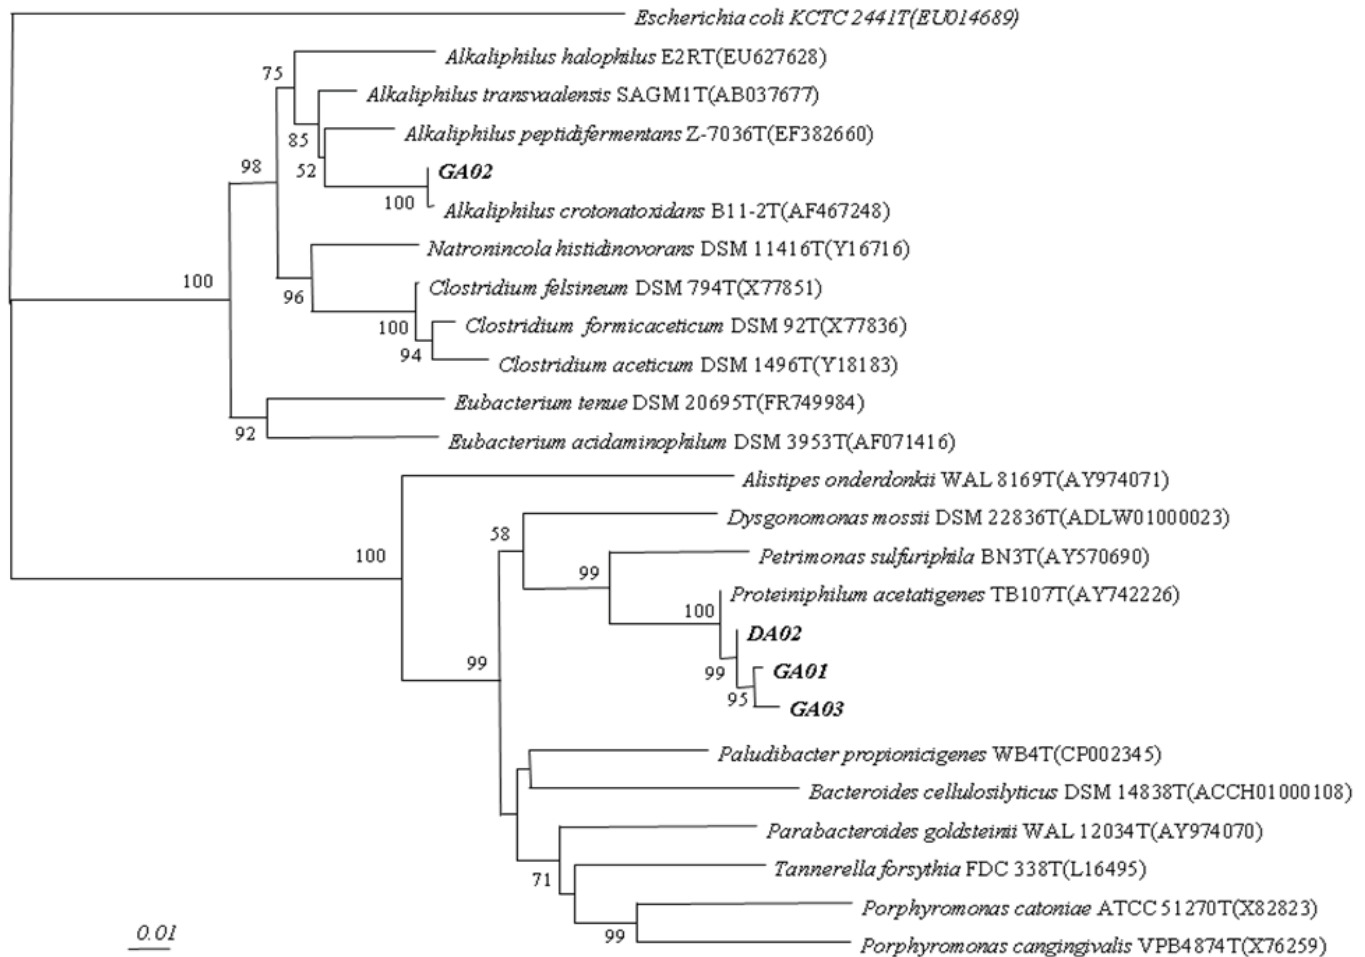 Escherichia coli KCTC 2441T(EU014689)
Alkaliphilus halophilus E2RT(EU627628)
75
Alkaliphilus transvaalensis SAGM1T(AB037677)
Alkaliphilus peptidifermentans Z-7036T(EF382660)
85
98
52
GA02
100
Alkaliphilus crotonatoxidans B11-2T(AF467248)
Natronincola histidinovorans DSM 11416T(Y16716)
100
96
Clostridium felsineum DSM 794T(X77851)
100
Clostridium formicaceticum DSM 92T(X77836)
94
Clostridium aceticum DSM 1496T(Y18183)
Eubacterium tenue DSM 20695T(FR749984)
92
Eubacterium acidaminophilum DSM 3953T(AF071416)
Alistipes onderdonkii WAL 8169T(AY974071)
Dysgonomonas mossii DSM 22836T(ADLW01000023)
58
100
Petrimonas sulfuriphila BN3T(AY570690)
99
Proteiniphilum acetatigenes TB107T(AY742226)
100
DA02
99
99
GA01
95
GA03
Paludibacter propionicigenes WB4T(CP002345)
Bacteroides cellulosilyticus DSM 14838T(ACCH01000108)
Parabacteroides goldsteinii WAL 12034T(AY974070)
71
Tannerella forsythia FDC 338T(L16495)
Porphyromonas catoniae ATCC 51270T(X82823)
99
0.01
Porphyromonas cangingivalis VPB4874T(X76259)